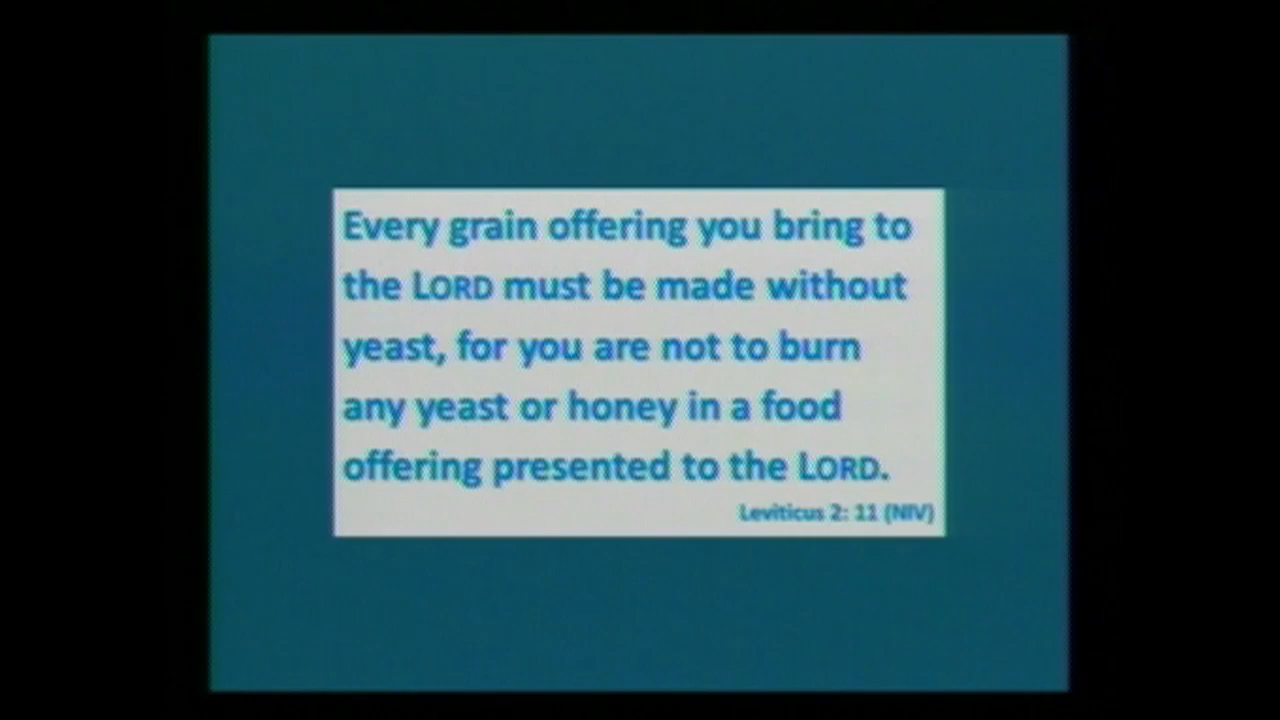 Every grain offering you bring to
the LORD must be made without
yeast, for you are not to burn
any yeast or honey in a food
offering presented to the LORD.
Leviticus 2: 11 (NIV)